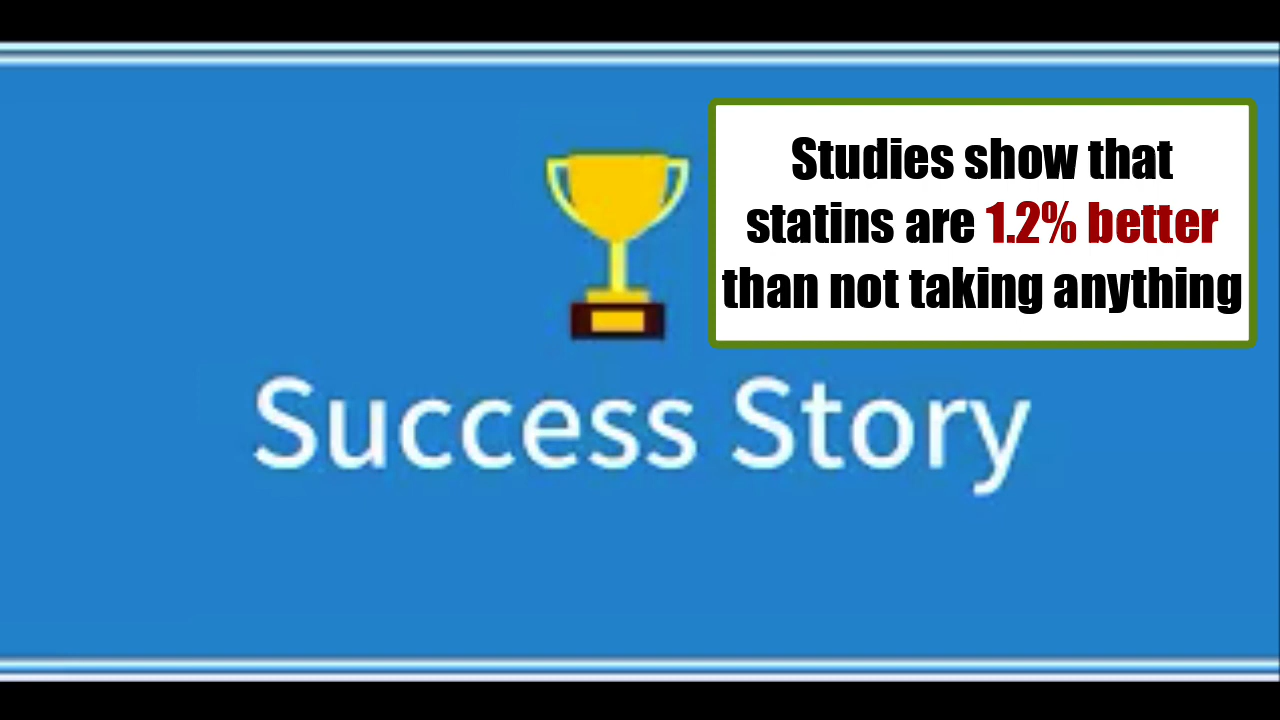 Studies show that
statins are 1.2% better
than not taking anything
Success Story